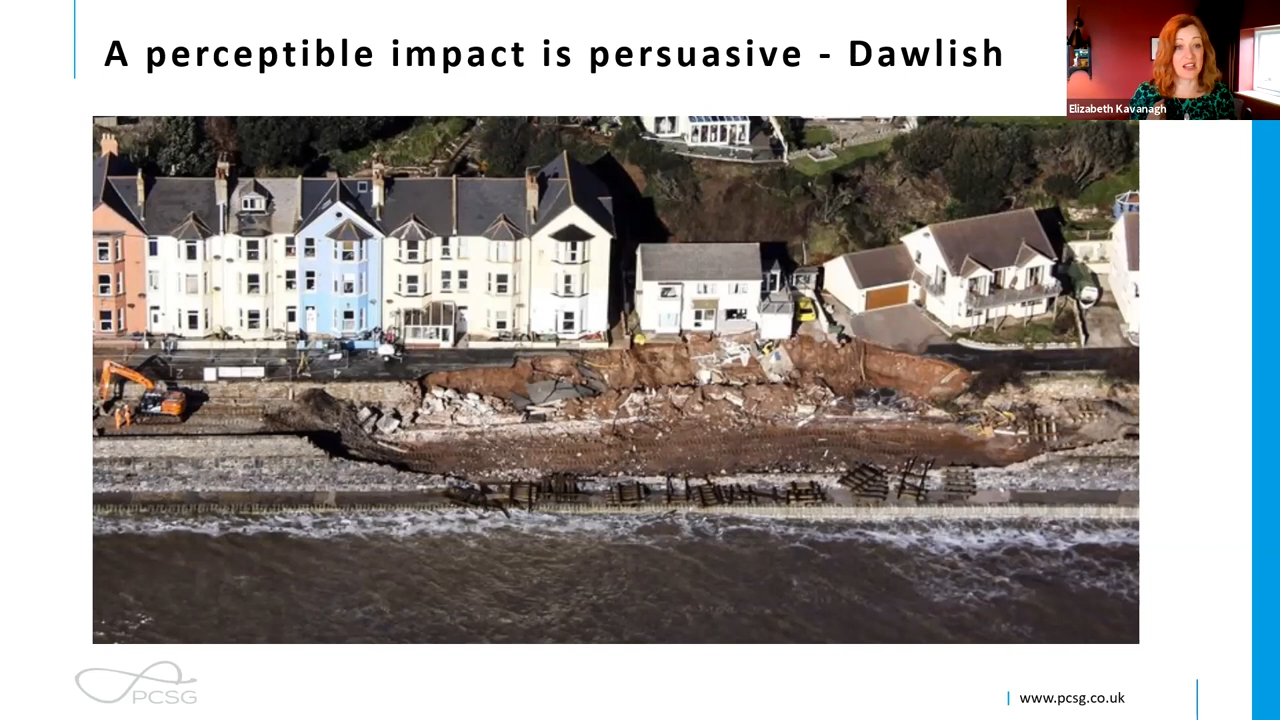 A perceptible impact is persuasive - Dawlish
Elizabeth Kavanagh
PCSG
www.pcsg.co.uk